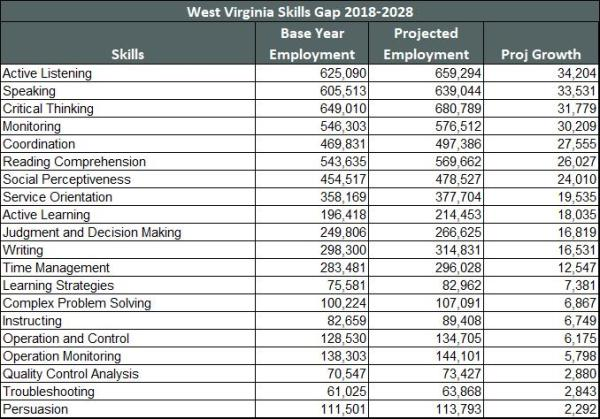 West Virginia Skills Gap 2018-2028
Skills Base Year Employment Projected Employment Proj Growth
Active Listening 625,090 659,294 34,204
Speaking 605,513 639,044 33,531
Critical Thinking 649,010 680,789 31,779
Monitoring 546,303 576,512 30,209
Coordination 469,831 497,386 27,555
Reading Comprehension 543,635 569,662 26,027
Social Perceptiveness 454,517 478,527 24,010
Service Orientation 358,169 377,704 19,535
Active Learning 196,418 214,453 18,035
Judgment and Decision Making 249,806 266,625 16,819
Writing 298,300 314,831 16,531
Time Management 283,481 296,028 12,547
Learning Strategies 75,581 82,962 7,381
Complex Problem Solving 100,224 107,091 6,867
Instructing 82,659 89,408 6,749
Operation and Control 128,530 134,705 6,175
Operation Monitoring 138,303 144,101 5,798
Quality Control Analysis 70,547 73,427 2,880
Troubleshooting 61,025 63,868 2,843
Persuasion 111,501 113,793 2,292